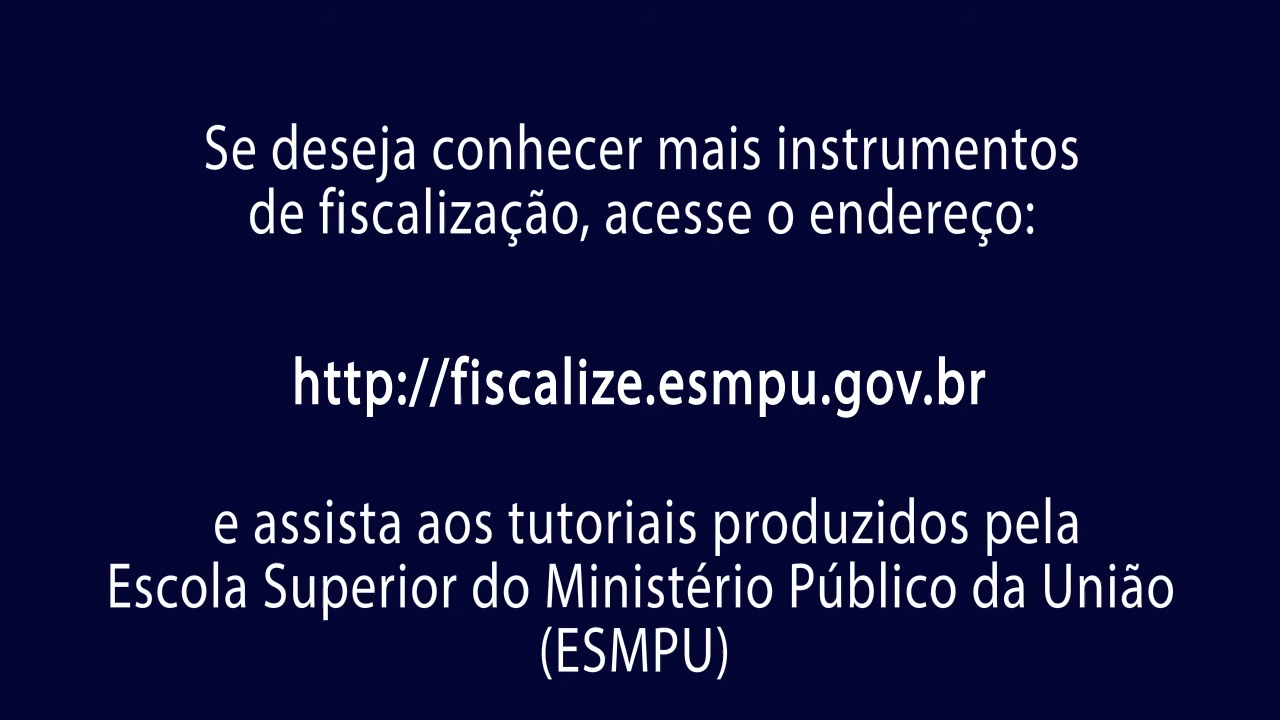 Se deseja conhecer mais instrumentos
de fiscalização, acesse o endereço:
http://fiscalize.esmpu.gov.br
e assista aos tutoriais produzidos pela
Escola Superior do Ministério Público da União
(ESMPU)